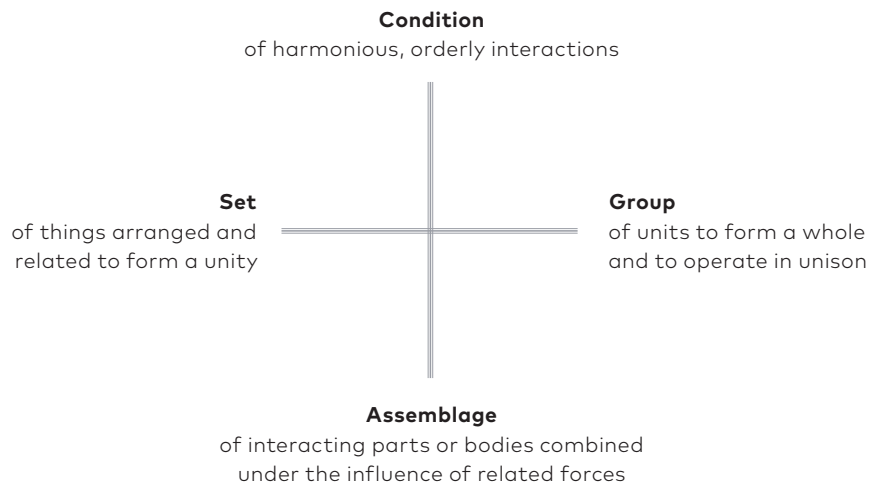 Condition
of harmonious, orderly interactions
Set
of things arranged and
related to form a unity
Group
of units to form a whole
and to operate in unison
Assemblage
of interacting parts or bodies combined
under the influence of related forces